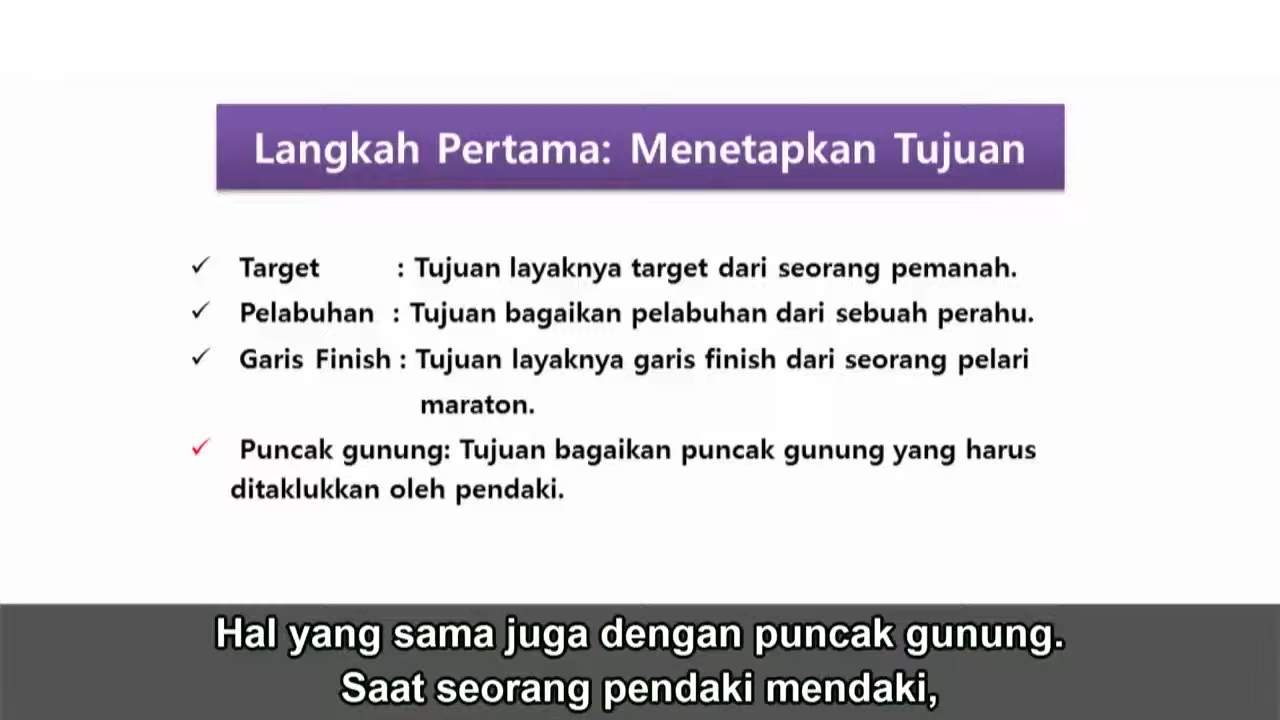 Langkah Pertama: Menetapkan Tujuan
✓ Target : Tujuan layaknya target dari seorang pemanah.
✓ Pelabuhan : Tujuan bagaikan pelabuhan dari sebuah perahu.
✓ Garis Finish : Tujuan layaknya garis finish dari seorang pelari
maraton.
✓ Puncak gunung: Tujuan bagaikan puncak gunung yang harus
ditaklukkan oleh pendaki.
Hal yang sama juga dengan puncak gunung.
Saat seorang pendaki mendaki,